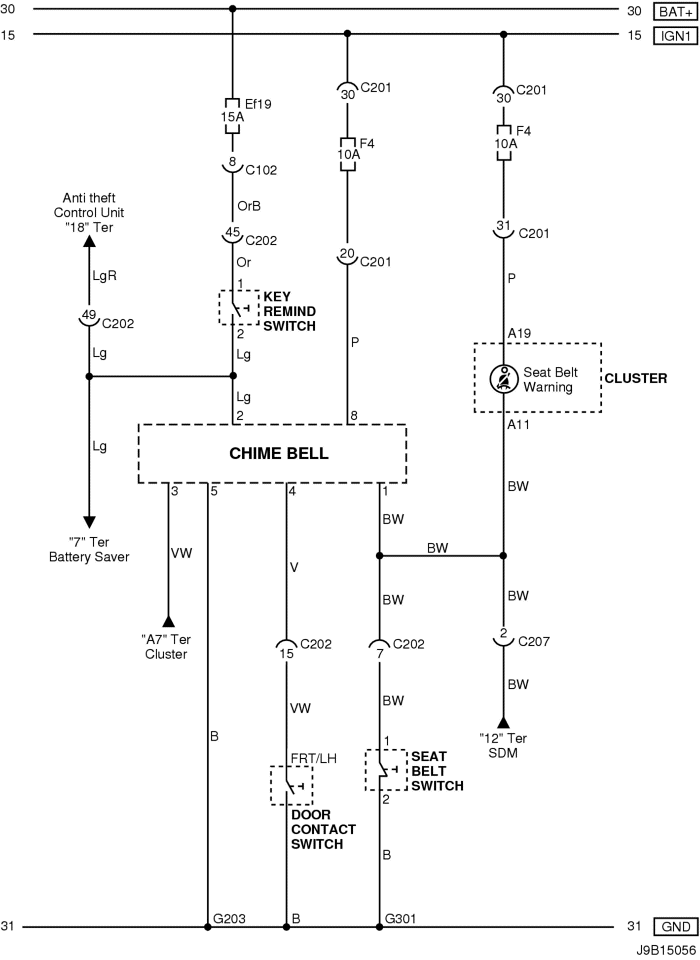 30
30 BAT+
15
15 IGN1
Ef19
15A
8
C102
OrB
45
C202
Or
1
KEY
REMIND
SWITCH
2
Lg
Lg
2
30
C201
F4
10A
20
C201
P
8
30
C201
F4
10A
31
C201
P
A19
Seat Belt
Warning
CLUSTER
A11
BW
Anti theft
Control Unit
"18" Ter
LgR
49
C202
Lg
Lg
"7" Ter
Battery Saver
CHIME BELL
3
5
4
1
VW
"A7" Ter
Cluster
B
V
C202
15
VW
FRT/LH
DOOR
CONTACT
SWITCH
BW
BW
BW
C202
7
BW
1
SEAT
BELT
SWITCH
2
B
BW
2
C207
BW
"12" Ter
SDM
31
G203
B
G301
31 GND
J9B15056